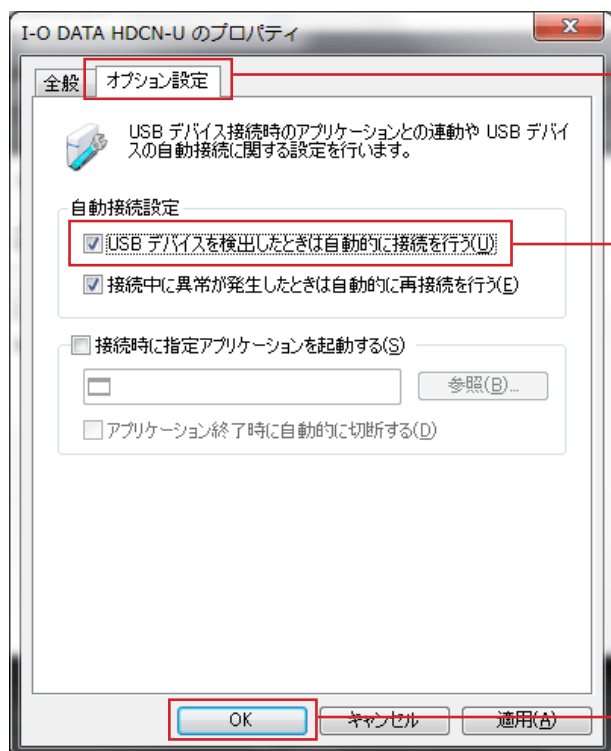 I-O DATA HDCN-U のプロパティ
全般 オプション設定
USB デバイス接続時のアプリケーションとの連動や USB デバイ
スの自動接続に関する設定を行います。
自動接続設定
USB デバイスを検出したときは自動的に接続を行う(U)
接続中に異常が発生したときは自動的に再接続を行う(E)
接続時に指定アプリケーションを起動する(S)
参照(B)...
アプリケーション終了時に自動的に切断する(D)
OK キャンセル 適用(A)